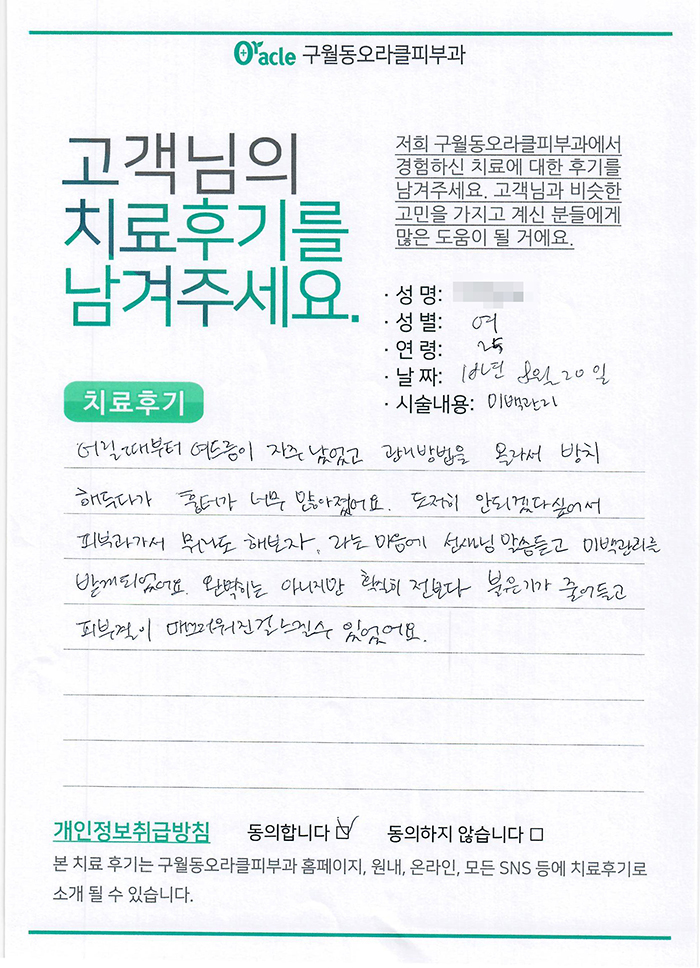 Oracle 구월동오라클피부과
고객님의
치료후기를
남겨주세요.
저희 구월동오라클피부과에서
경험하신 치료에 대한 후기를
남겨주세요. 고객님과 비슷한
고민을 가지고 계신 분들에게
많은 도움이 될 거에요.
· 성 명:
· 성 별: 여
· 연 령:
· 날 짜: 8월 20일
· 시술내용: 미백관리
치료후기
어릴때부터 여드름이 자주 났었고 관리방법을 몰라서 방치
해두다가 흉터가 너무 많아졌어요. 도저히 안되겠다싶어서
피부과가서 뭐라도 해보자, 라는 마음에 선생님 말씀듣고 미백관리를
받게되었어요. 완벽히는 아니지만 확실히 전보다 붉은기가 줄어들고
피부결이 매끄러워진걸 느낄수 있었어요.
개인정보취급방침 동의합니다 동의하지 않습니다
본 치료 후기는 구월동오라클피부과 홈페이지, 원내, 온라인, 모든 SNS 등에 치료후기로
소개 될 수 있습니다.